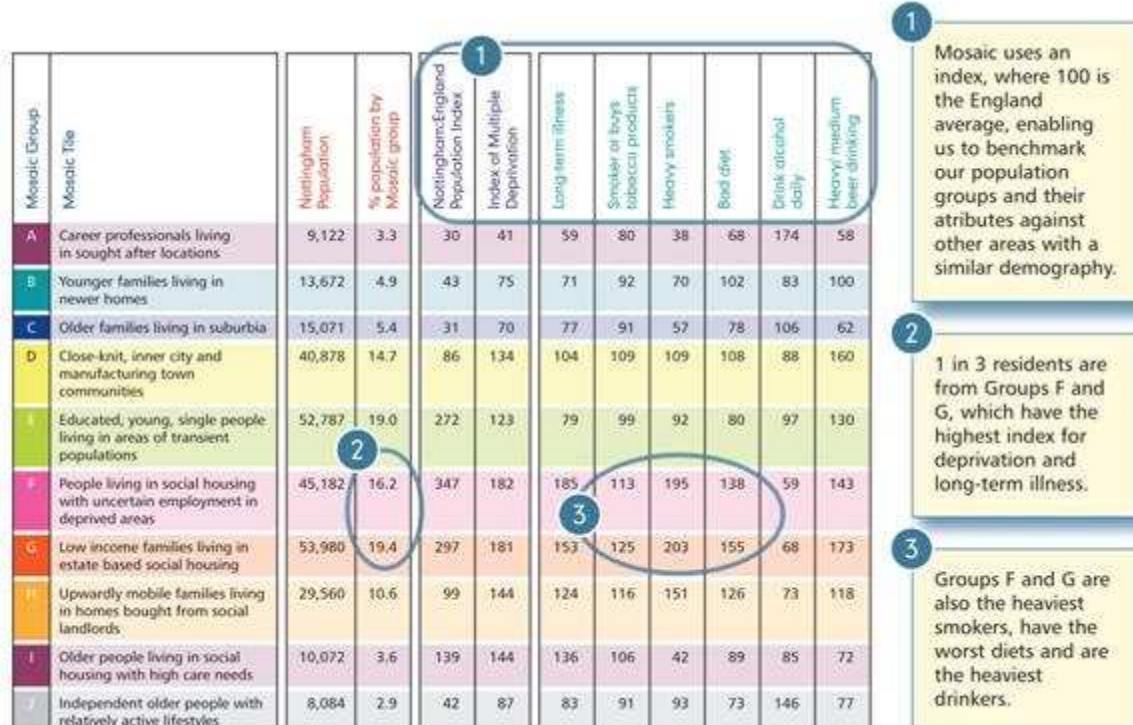 Mosaic Group
Mosaic Tile
Nottingham
Population
% population by
Mosaic group
Nottingham:England
Population Index
Index of Multiple
Deprivation
Long-term illness
Smoker or buys
tobacco products
Heavy smokers
Bad diet
Drink alcohol
daily
Heavy/ medium
beer drinking
1
A Career professionals living 9,122 3.3 30 41 59 80 38 68 174 58
in sought after locations
B Younger families living in 13,672 4.9 43 75 71 92 70 102 83 100
newer homes
C Older families living in suburbia 15,071 5.4 31 70 77 91 57 78 106 62
D Close-knit, inner city and 40,878 14.7 86 134 104 109 109 108 88 160
manufacturing town
communities
E Educated, young, single people 52,787 19.0 272 123 79 99 92 80 97 130
living in areas of transient
populations
2
F People living in social housing 45,182 16.2 347 182 185 113 195 138 59 143
with uncertain employment in
deprived areas
3
G Low income families living in 53,980 19.4 297 181 153 125 203 155 68 173
estate based social housing
H Upwardly mobile families living 29,560 10.6 99 144 124 116 151 126 73 118
in homes bought from social
landlords
I Older people living in social 10,072 3.6 139 144 136 106 42 89 85 72
housing with high care needs
J Independent older people with 8,084 2.9 42 87 83 91 93 73 146 77
relatively active lifestyles
1
Mosaic uses an
index, where 100 is
the England
average, enabling
us to benchmark
our population
groups and their
atributes against
other areas with a
similar demography.
2
1 in 3 residents are
from Groups F and
G, which have the
highest index for
deprivation and
long-term illness.
3
Groups F and G are
also the heaviest
smokers, have the
worst diets and are
the heaviest
drinkers.